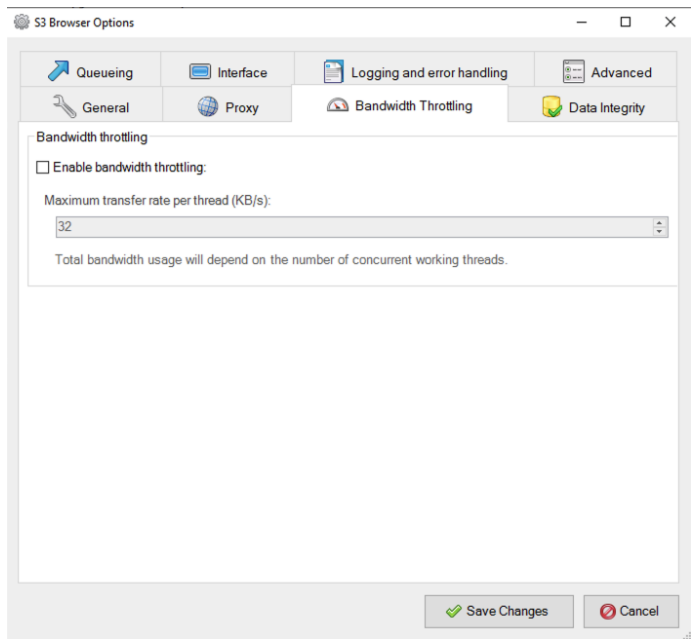 S3 Browser Options
Queueing
Interface
Logging and error handling
Advanced
General
Proxy
Bandwidth Throttling
Data Integrity
Bandwidth throttling
Enable bandwidth throttling:
Maximum transfer rate per thread (KB/s):
32
Total bandwidth usage will depend on the number of concurrent working threads.
Save Changes
Cancel